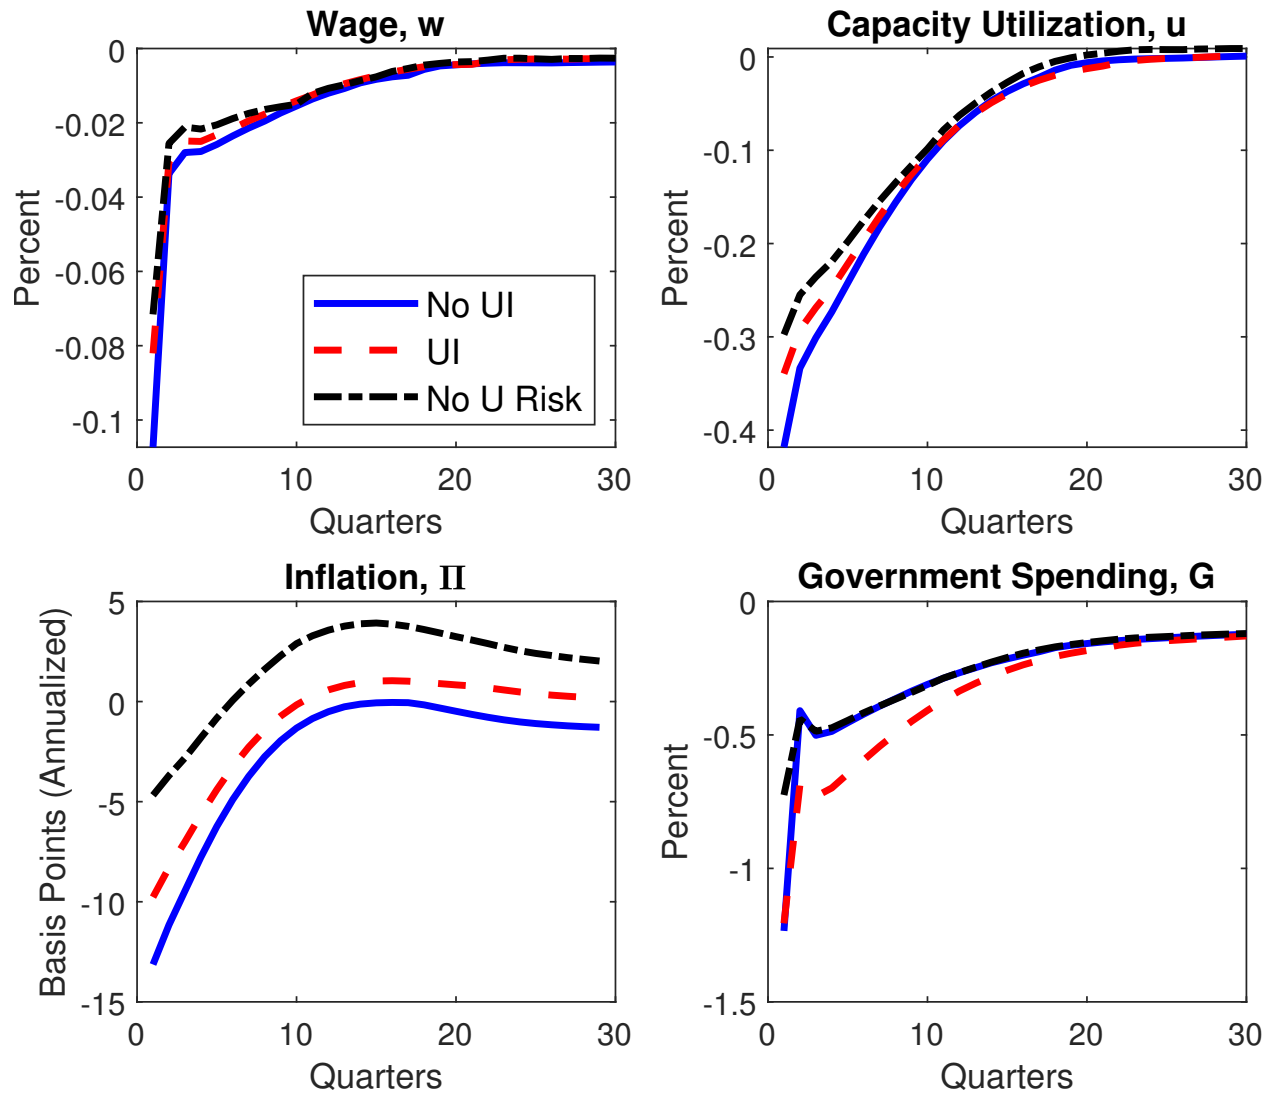 Wage, w
0
-0.02
-0.04
-0.06
-0.08
-0.1
Percent
No UI
UI
No U Risk
0 10 20 30
Quarters
Capacity Utilization, u
0
-0.1
-0.2
-0.3
-0.4
Percent
0 10 20 30
Quarters
Inflation, Π
5
0
-5
-10
-15
Basis Points (Annualized)
0 10 20 30
Quarters
Government Spending, G
0
-0.5
-1
-1.5
Percent
0 10 20 30
Quarters